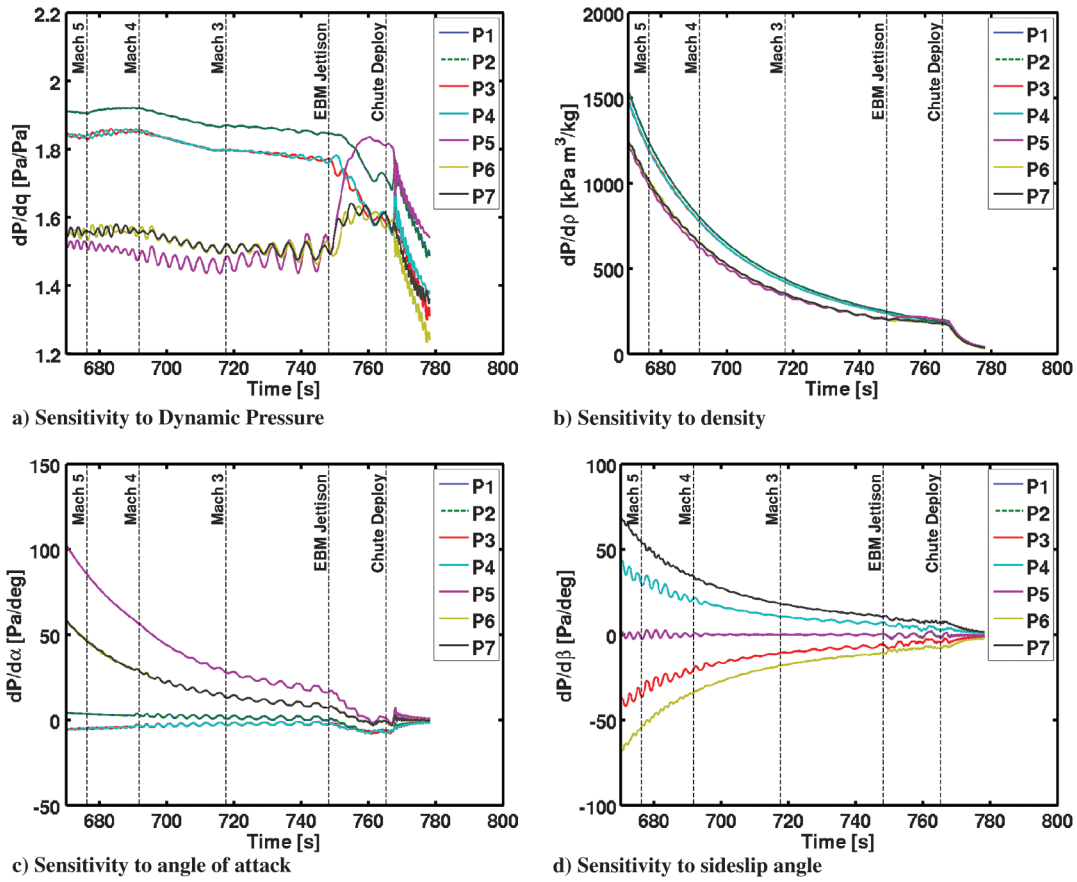 2.2
2
1.8
1.6
1.4
1.2
dP/dq [Pa/Pa]
Mach 5
Mach 4
Mach 3
EBM Jettison
Chute Deploy
P1
P2
P3
P4
P5
P6
P7
680 700 720 740 760 780 800
Time [s]
a) Sensitivity to Dynamic Pressure
2000
1500
1000
500
0
dP/dρ [kPa m³/kg]
Mach 5
Mach 4
Mach 3
EBM Jettison
Chute Deploy
P1
P2
P3
P4
P5
P6
P7
680 700 720 740 760 780 800
Time [s]
b) Sensitivity to density
150
100
50
0
-50
dP/dα [Pa/deg]
Mach 5
Mach 4
Mach 3
EBM Jettison
Chute Deploy
P1
P2
P3
P4
P5
P6
P7
680 700 720 740 760 780 800
Time [s]
c) Sensitivity to angle of attack
100
50
0
-50
-100
dP/dβ [Pa/deg]
Mach 5
Mach 4
Mach 3
EBM Jettison
Chute Deploy
P1
P2
P3
P4
P5
P6
P7
680 700 720 740 760 780 800
Time [s]
d) Sensitivity to sideslip angle